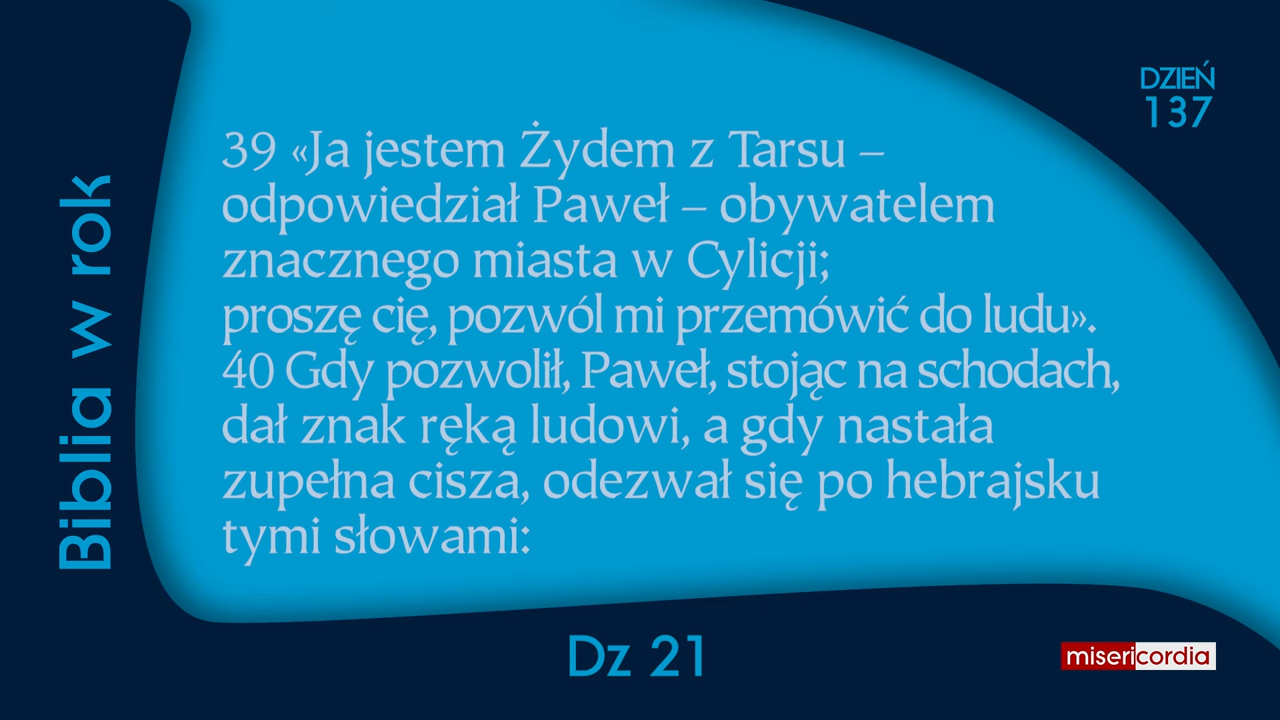 DZIEŃ
137
39 «Ja jestem Żydem z Tarsu –
odpowiedział Paweł – obywatelem
znacznego miasta w Cylicji;
proszę cię, pozwól mi przemówić do ludu».
40 Gdy pozwolił, Paweł, stojąc na schodach,
dał znak ręką ludowi, a gdy nastała
zupełna cisza, odezwał się po hebrajsku
tymi słowami:
Biblia w rok
Dz 21
misericordia